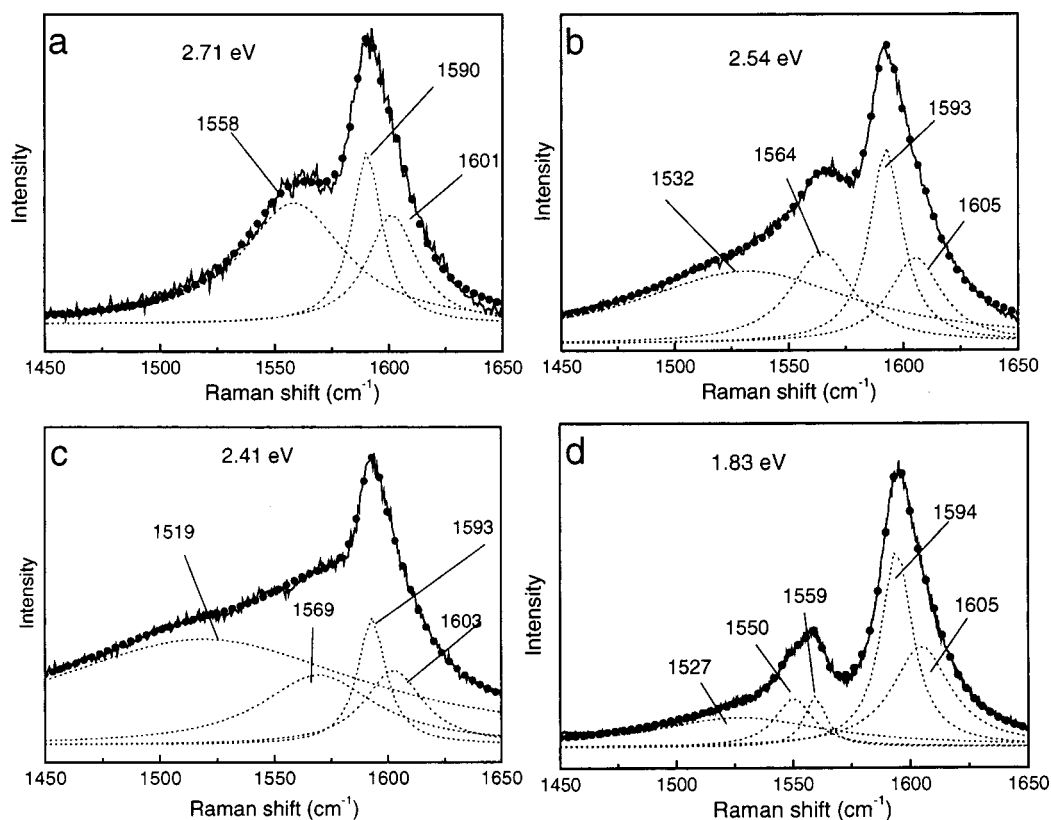 a
2.71 eV
1590
1558
1601
Intensity
1450 1500 1550 1600 1650
Raman shift (cm⁻¹)
b
2.54 eV
1593
1564
1532
1605
Intensity
1450 1500 1550 1600 1650
Raman shift (cm⁻¹)
c
2.41 eV
1519
1593
1569
1603
Intensity
1450 1500 1550 1600 1650
Raman shift (cm⁻¹)
d
1.83 eV
1594
1559
1550
1605
1527
Intensity
1450 1500 1550 1600 1650
Raman shift (cm⁻¹)